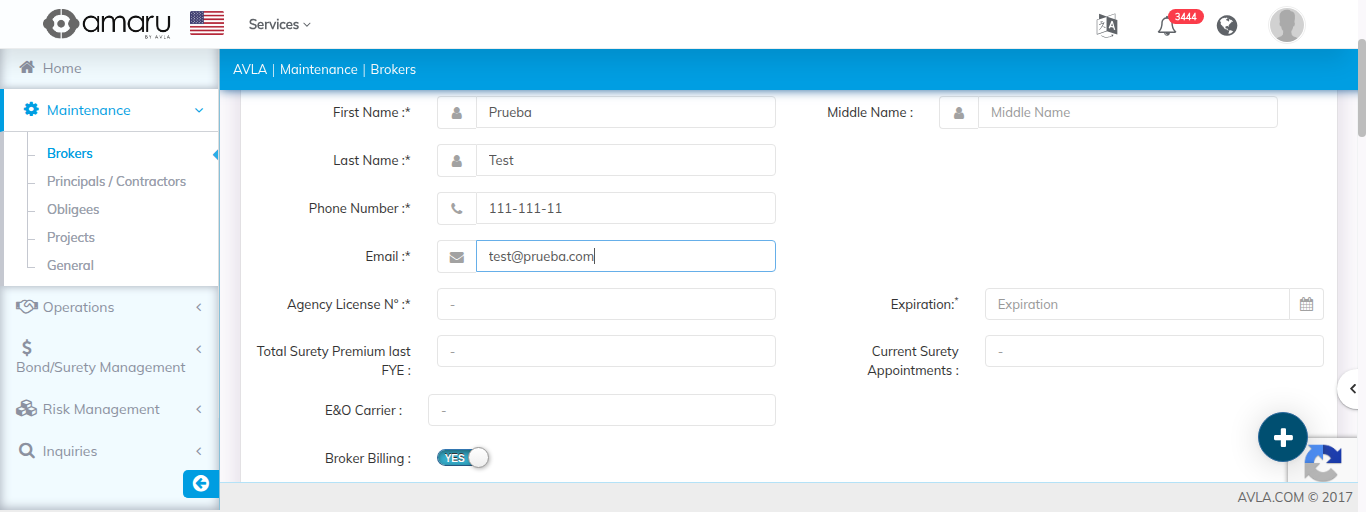 amaru
BY AVLA
Services
文A
3444
Home
Maintenance
Brokers
Principals / Contractors
Obligees
Projects
General
Operations
$
Bond/Surety Management
Risk Management
Inquiries
AVLA | Maintenance | Brokers
First Name :* Prueba Middle Name : Middle Name
Last Name :* Test
Phone Number :* 111-111-11
Email :* test@prueba.com
Agency License N° :* - Expiration:* Expiration
Total Surety Premium last
FYE : -
Current Surety
Appointments : -
E&O Carrier : -
Broker Billing : YES
AVLA.COM © 2017